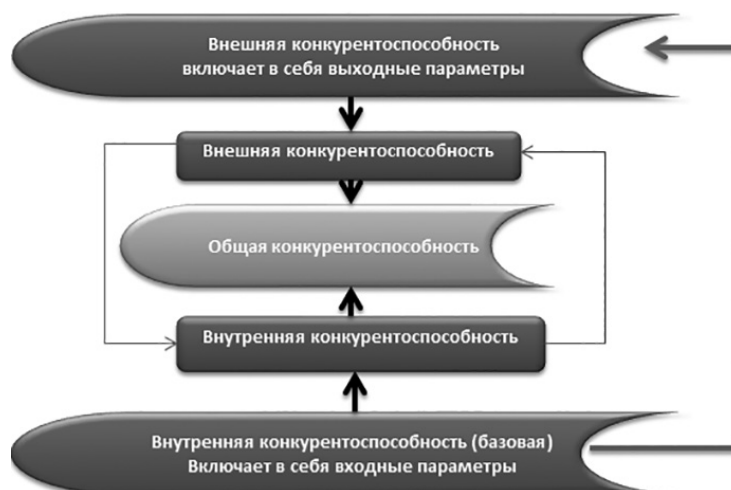 Внешняя конкурентоспособность
включает в себя выходные параметры
Внешняя конкурентоспособность
Общая конкурентоспособность
Внутренняя конкурентоспособность
Внутренняя конкурентоспособность (базовая)
Включает в себя входные параметры